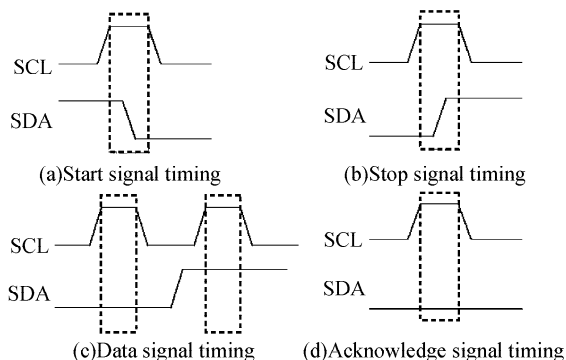 SCL
SDA
(a)Start signal timing
SCL
SDA
(b)Stop signal timing
SCL
SDA
(c)Data signal timing
SCL
SDA
(d)Acknowledge signal timing